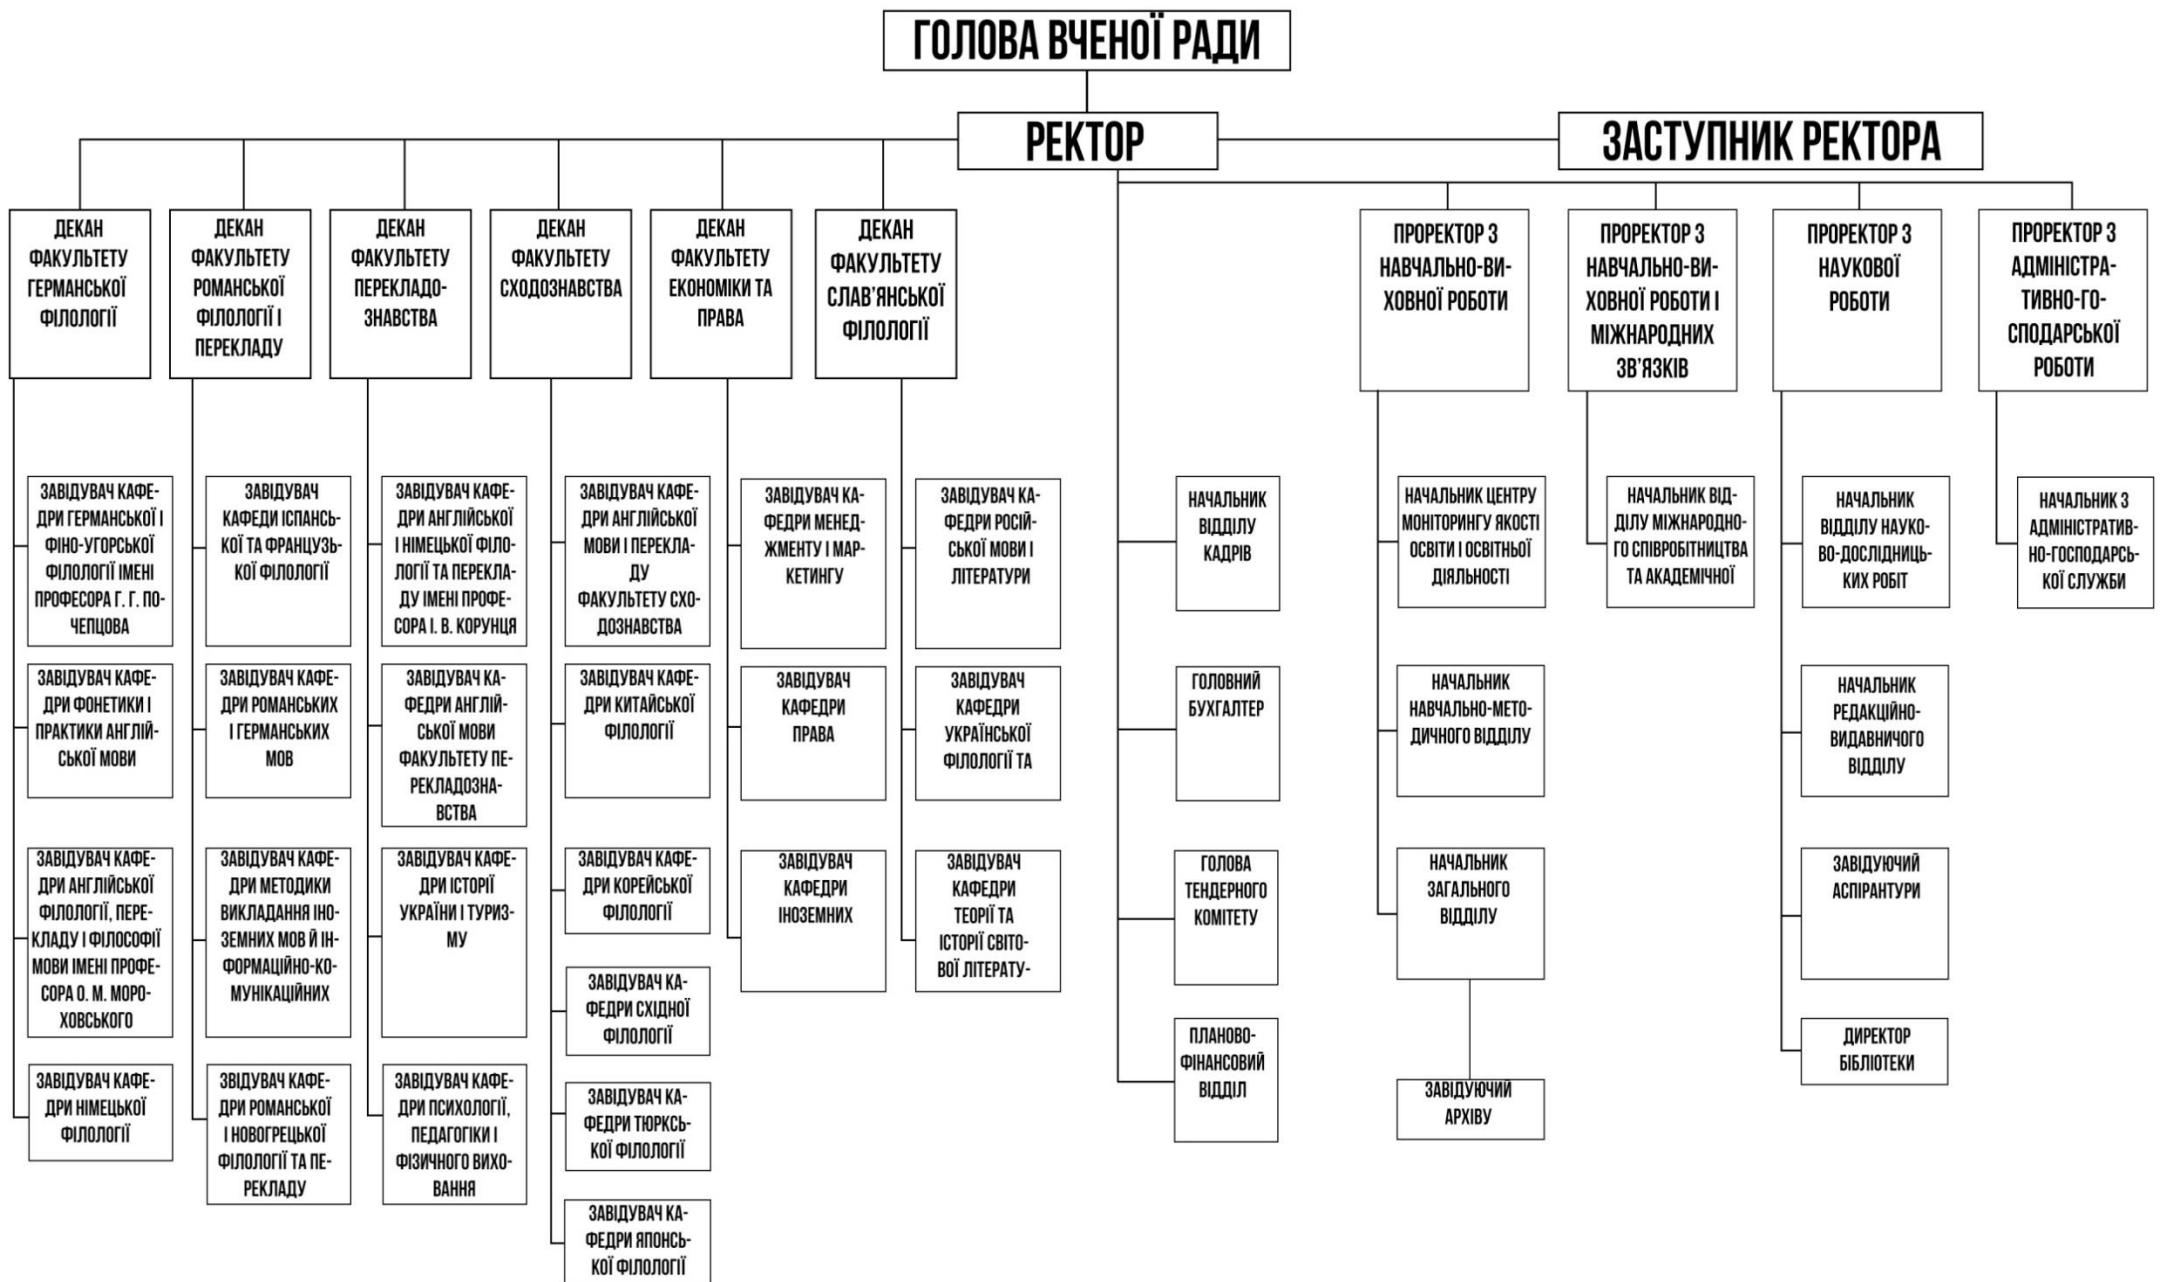 ГОЛОВА ВЧЕНОЇ РАДИ
РЕКТОР
ЗАСТУПНИК РЕКТОРА
ДЕКАН
ФАКУЛЬТЕТУ
ГЕРМАНСЬКОЇ
ФІЛОЛОГІЇ
ДЕКАН
ФАКУЛЬТЕТУ
РОМАНСЬКОЇ
ФІЛОЛОГІЇ І
ПЕРЕКЛАДУ
ДЕКАН
ФАКУЛЬТЕТУ
ПЕРЕКЛАДО-
ЗНАВСТВА
ДЕКАН
ФАКУЛЬТЕТУ
СХОДОЗНАВСТВА
ДЕКАН
ФАКУЛЬТЕТУ
ЕКОНОМІКИ ТА
ПРАВА
ДЕКАН
ФАКУЛЬТЕТУ
СЛАВ'ЯНСЬКОЇ
ФІЛОЛОГІЇ
ПРОРЕКТОР З
НАВЧАЛЬНО-ВИ-
ХОВНОЇ РОБОТИ
ПРОРЕКТОР З
НАВЧАЛЬНО-ВИ-
ХОВНОЇ РОБОТИ І
МІЖНАРОДНИХ
ЗВ'ЯЗКІВ
ПРОРЕКТОР З
НАУКОВОЇ
РОБОТИ
ПРОРЕКТОР З
АДМІНІСТРА-
ТИВНО-ГО-
СПОДАРСЬКОЇ
РОБОТИ
ЗАВІДУВАЧ КАФЕ-
ДРИ ГЕРМАНСЬКОЇ І
ФІНО-УГОРСЬКОЇ
ФІЛОЛОГІЇ ІМЕНІ
ПРОФЕСОРА Г. Г. ПО-
ЧЕПЦОВА
ЗАВІДУВАЧ
КАФЕДИ ІСПАНСЬ-
КОЇ ТА ФРАНЦУЗЬ-
КОЇ ФІЛОЛОГІЇ
ЗАВІДУВАЧ КАФЕ-
ДРИ АНГЛІЙСЬКОЇ
І НІМЕЦЬКОЇ ФІЛО-
ЛОГІЇ ТА ПЕРЕКЛА-
ДУ ІМЕНІ ПРОФЕ-
СОРА І. В. КОРУНЦЯ
ЗАВІДУВАЧ КАФЕ-
ДРИ АНГЛІЙСЬКОЇ
МОВИ І ПЕРЕКЛА-
ДУ
ФАКУЛЬТЕТУ СХО-
ДОЗНАВСТВА
ЗАВІДУВАЧ КА-
ФЕДРИ МЕНЕД-
ЖМЕНТУ І МАР-
КЕТИНГУ
ЗАВІДУВАЧ КА-
ФЕДРИ РОСІЙ-
СЬКОЇ МОВИ І
ЛІТЕРАТУРИ
НАЧАЛЬНИК
ВІДДІЛУ
КАДРІВ
НАЧАЛЬНИК ЦЕНТРУ
МОНІТОРИНГУ ЯКОСТІ
ОСВІТИ І ОСВІТНЬОЇ
ДІЯЛЬНОСТІ
НАЧАЛЬНИК ВІД-
ДІЛУ МІЖНАРОДНО-
ГО СПІВРОБІТНИЦТВА
ТА АКАДЕМІЧНОЇ
НАЧАЛЬНИК
ВІДДІЛУ НАУКО-
ВО-ДОСЛІДНИЦЬ-
КИХ РОБІТ
НАЧАЛЬНИК З
АДМІНІСТРАТИВ-
НО-ГОСПОДАРСЬ-
КОЇ СЛУЖБИ
ЗАВІДУВАЧ КАФЕ-
ДРИ ФОНЕТИКИ І
ПРАКТИКИ АНГЛІЙ-
СЬКОЇ МОВИ
ЗАВІДУВАЧ КАФЕ-
ДРИ РОМАНСЬКИХ
І ГЕРМАНСЬКИХ
МОВ
ЗАВІДУВАЧ КА-
ФЕДРИ АНГЛІЙ-
СЬКОЇ МОВИ
ФАКУЛЬТЕТУ ПЕ-
РЕКЛАДОЗНА-
ВСТВА
ЗАВІДУВАЧ КАФЕ-
ДРИ КИТАЙСЬКОЇ
ФІЛОЛОГІЇ
ЗАВІДУВАЧ
КАФЕДРИ
ПРАВА
ЗАВІДУВАЧ
КАФЕДРИ
УКРАЇНСЬКОЇ
ФІЛОЛОГІЇ ТА
ГОЛОВНИЙ
БУХГАЛТЕР
НАЧАЛЬНИК
НАВЧАЛЬНО-МЕТО-
ДИЧНОГО ВІДДІЛУ
НАЧАЛЬНИК
РЕДАКЦІЙНО-
ВИДАВНИЧОГО
ВІДДІЛУ
ЗАВІДУВАЧ КАФЕ-
ДРИ АНГЛІЙСЬКОЇ
ФІЛОЛОГІЇ, ПЕРЕ-
КЛАДУ І ФІЛОСОФІЇ
МОВИ ІМЕНІ ПРОФЕ-
СОРА О. М. МОРО-
ХОВСЬКОГО
ЗАВІДУВАЧ КАФЕ-
ДРИ МЕТОДИКИ
ВИКЛАДАННЯ ІНО-
ЗЕМНИХ МОВ Й ІН-
ФОРМАЦІЙНО-КО-
МУНІКАЦІЙНИХ
ЗАВІДУВАЧ КАФЕ-
ДРИ ІСТОРІЇ
УКРАЇНИ І ТУРИЗ-
МУ
ЗАВІДУВАЧ КАФЕ-
ДРИ КОРЕЙСЬКОЇ
ФІЛОЛОГІЇ
ЗАВІДУВАЧ
КАФЕДРИ
ІНОЗЕМНИХ
ЗАВІДУВАЧ
КАФЕДРИ
ТЕОРІЇ ТА
ІСТОРІЇ СВІТО-
ВОЇ ЛІТЕРАТУ-
ГОЛОВА
ТЕНДЕРНОГО
КОМІТЕТУ
НАЧАЛЬНИК
ЗАГАЛЬНОГО
ВІДДІЛУ
ЗАВІДУЮЧИЙ
АСПІРАНТУРИ
ЗАВІДУВАЧ КА-
ФЕДРИ СХІДНОЇ
ФІЛОЛОГІЇ
ПЛАНОВО-
ФІНАНСОВИЙ
ВІДДІЛ
ДИРЕКТОР
БІБЛІОТЕКИ
ЗАВІДУВАЧ КАФЕ-
ДРИ НІМЕЦЬКОЇ
ФІЛОЛОГІЇ
ЗВІДУВАЧ КАФЕ-
ДРИ РОМАНСЬКОЇ
І НОВОГРЕЦЬКОЇ
ФІЛОЛОГІЇ ТА ПЕ-
РЕКЛАДУ
ЗАВІДУВАЧ КАФЕ-
ДРИ ПСИХОЛОГІЇ,
ПЕДАГОГІКИ І
ФІЗИЧНОГО ВИХО-
ВАННЯ
ЗАВІДУВАЧ КА-
ФЕДРИ ТЮРКСЬ-
КОЇ ФІЛОЛОГІЇ
ЗАВІДУЮЧИЙ
АРХІВУ
ЗАВІДУВАЧ КА-
ФЕДРИ ЯПОНСЬ-
КОЇ ФІЛОЛОГІЇ